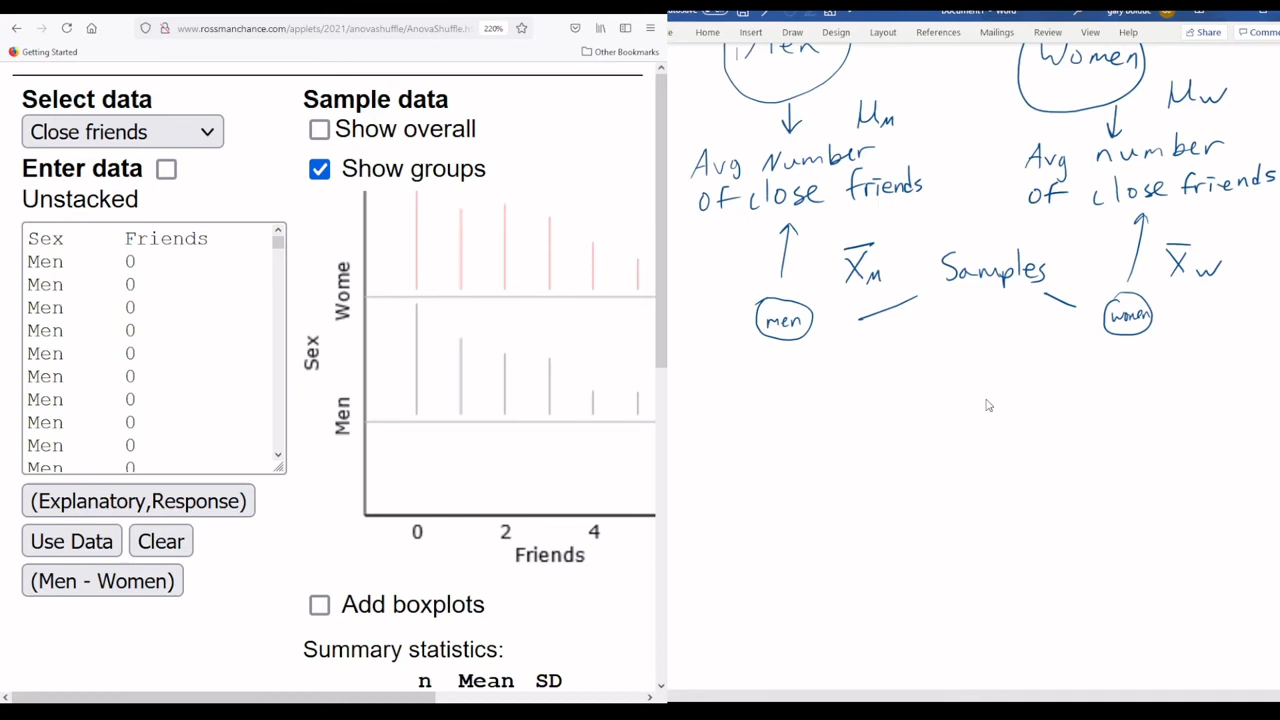 www.rossmanchance.com/applets/2021/anovashuffle/AnovaShuffle.h
220%
Getting Started
Other Bookmarks
Select data
Close friends
Enter data
Unstacked
Sex Friends
Men 0
Men 0
Men 0
Men 0
Men 0
Men 0
Men 0
Men 0
Men 0
Men 0
(Explanatory,Response)
Use Data Clear
(Men - Women)
Sample data
Show overall
Show groups
Wome
Men
Sex
0 2 4
Friends
Add boxplots
Summary statistics:
n Mean SD
Home Insert Draw Design Layout References Mailings Review View Help Share Comme
Men
Women
μM
μW
Avg Number
of close friends
Avg number
of close friends
X̄M
Samples
X̄W
men
women